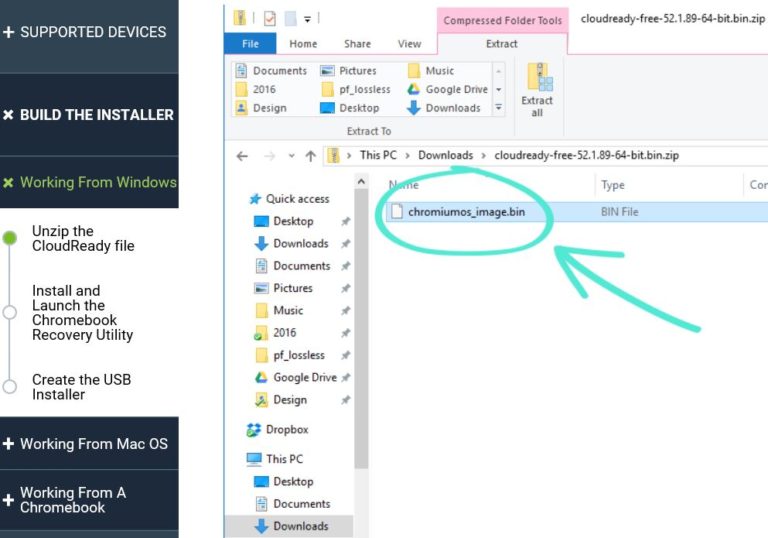 + SUPPORTED DEVICES
× BUILD THE INSTALLER
× Working From Windows
Unzip the
CloudReady file
Install and
Launch the
Chromebook
Recovery Utility
Create the USB
Installer
+ Working From Mac OS
+ Working From A
Chromebook
Compressed Folder Tools
cloudready-free-52.1.89-64-bit.bin.zip
File Home Share View Extract
Documents Pictures Music
2016 pf_lossless Google Drive
Design Desktop Downloads
Extract
all
Extract To
This PC > Downloads > cloudready-free-52.1.89-64-bit.bin.zip
Name Type
chromiumos_image.bin BIN File
Quick access
Desktop
Downloads
Documents
Pictures
Music
2016
pf_lossless
Google Drive
Design
Dropbox
This PC
Desktop
Documents
Downloads